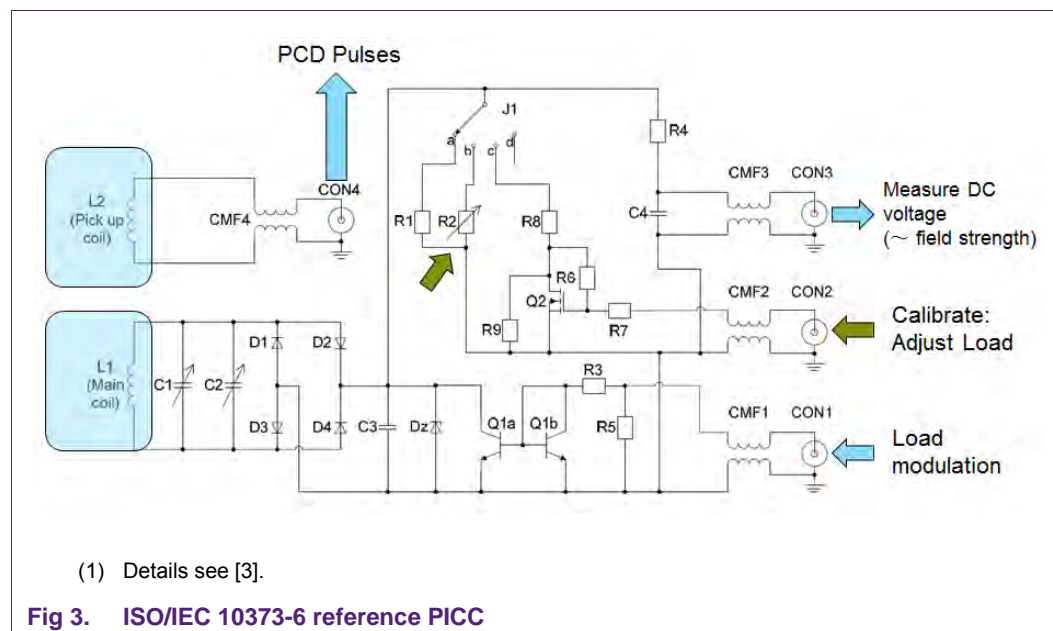 PCD Pulses
J1
a
b
c
d
R4
L2
(Pick up
coil)
CMF4
CON4
R1
R2
R8
C4
CMF3
CON3
Measure DC
voltage
(~ field strength)
R6
Q2
R7
R9
CMF2
CON2
Calibrate:
Adjust Load
L1
(Main
coil)
C1
C2
D1
D2
D3
D4
C3
Dz
Q1a
Q1b
R3
R5
CMF1
CON1
Load
modulation
(1) Details see [3].
Fig 3. ISO/IEC 10373-6 reference PICC